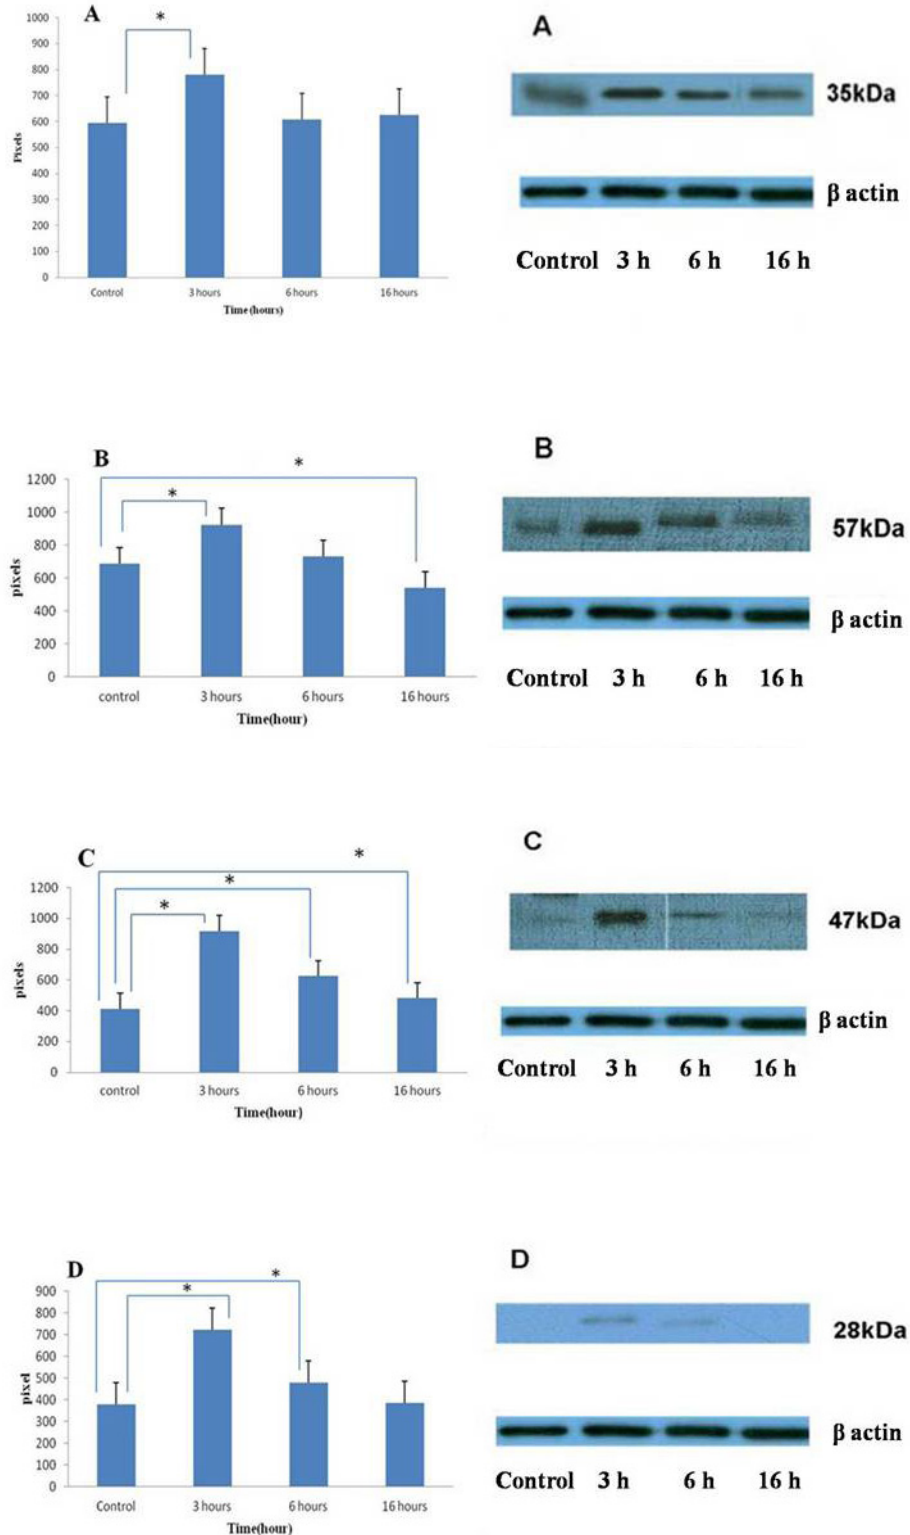 A
*
1000
900
800
700
600
500
400
300
200
100
0
Pixels
Control 3 hours 6 hours 16 hours
Time(hours)
A
35kDa
β actin
Control 3 h 6 h 16 h
B
*
*
1200
1000
800
600
400
200
0
pixels
control 3 hours 6 hours 16 hours
Time(hour)
B
57kDa
β actin
Control 3 h 6 h 16 h
C
*
*
*
1200
1000
800
600
400
200
0
pixels
control 3 hours 6 hours 16 hours
Time(hour)
C
47kDa
β actin
Control 3 h 6 h 16 h
D
*
*
900
800
700
600
500
400
300
200
100
0
pixel
Control 3 hours 6 hours 16 hours
Time(hour)
D
28kDa
β actin
Control 3 h 6 h 16 h